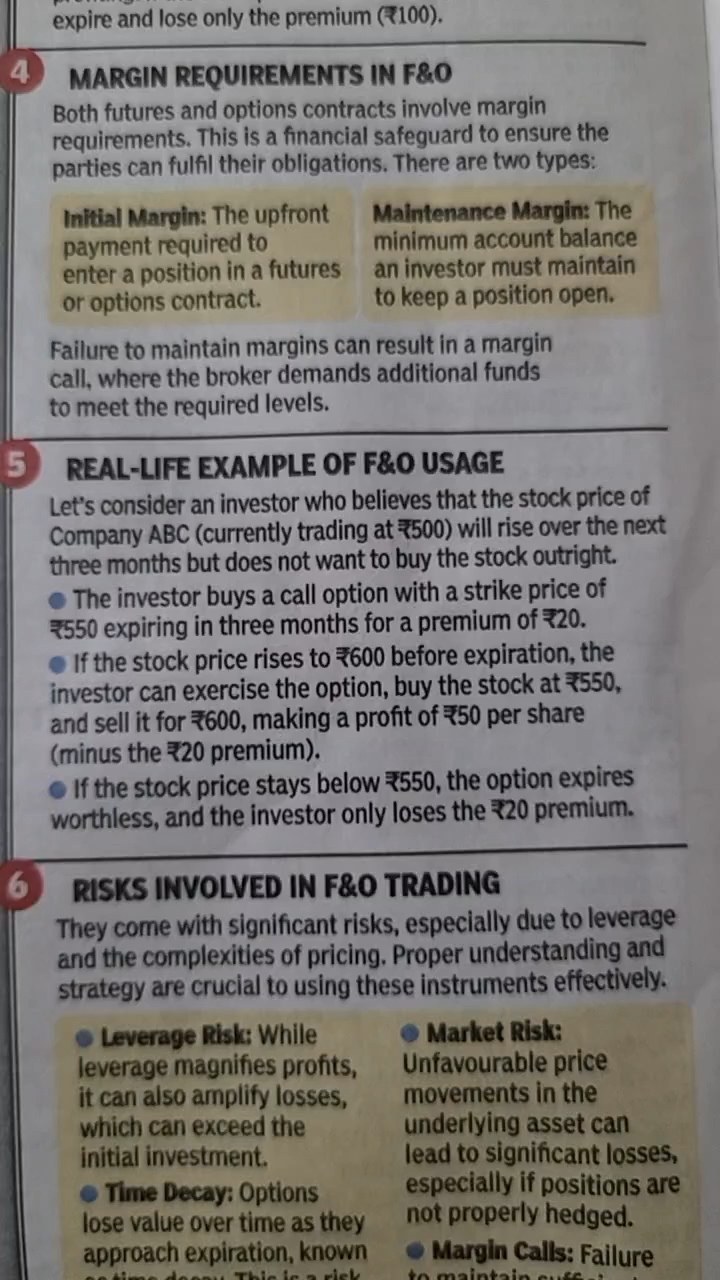 expire and lose only the premium (₹100).
4 MARGIN REQUIREMENTS IN F&O
Both futures and options contracts involve margin
requirements. This is a financial safeguard to ensure the
parties can fulfil their obligations. There are two types:
Initial Margin: The upfront
payment required to
enter a position in a futures
or options contract.
Maintenance Margin: The
minimum account balance
an investor must maintain
to keep a position open.
Failure to maintain margins can result in a margin
call, where the broker demands additional funds
to meet the required levels.
5 REAL-LIFE EXAMPLE OF F&O USAGE
Let's consider an investor who believes that the stock price of
Company ABC (currently trading at ₹500) will rise over the next
three months but does not want to buy the stock outright.
● The investor buys a call option with a strike price of
₹550 expiring in three months for a premium of ₹20.
● If the stock price rises to ₹600 before expiration, the
investor can exercise the option, buy the stock at ₹550,
and sell it for ₹600, making a profit of ₹50 per share
(minus the ₹20 premium).
● If the stock price stays below ₹550, the option expires
worthless, and the investor only loses the ₹20 premium.
6 RISKS INVOLVED IN F&O TRADING
They come with significant risks, especially due to leverage
and the complexities of pricing. Proper understanding and
strategy are crucial to using these instruments effectively.
● Leverage Risk: While
leverage magnifies profits,
it can also amplify losses,
which can exceed the
initial investment.
● Time Decay: Options
lose value over time as they
approach expiration, known
as time decay. This is a risk
● Market Risk:
Unfavourable price
movements in the
underlying asset can
lead to significant losses,
especially if positions are
not properly hedged.
● Margin Calls: Failure
to maintain